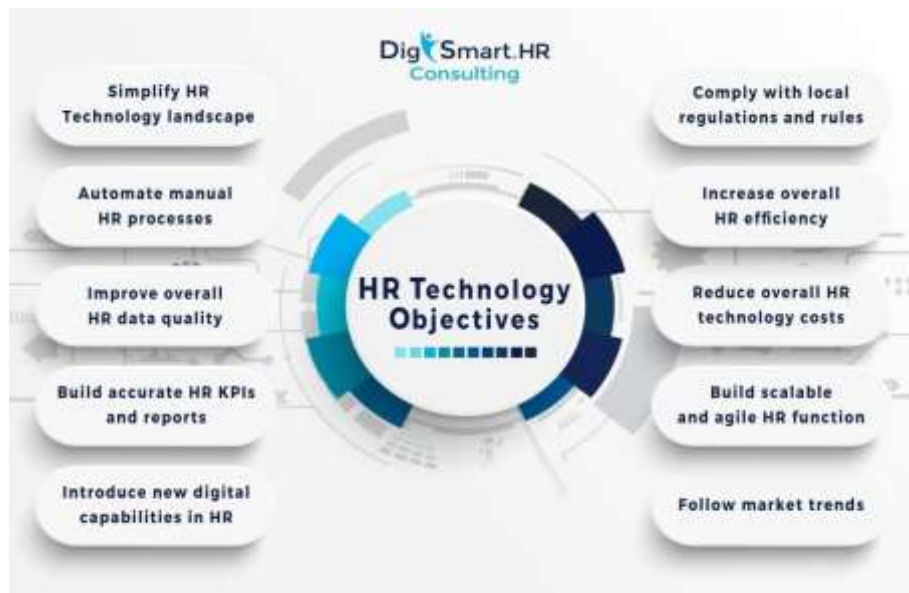 Dig Smart.HR
Consulting
Simplify HR
Technology landscape
Automate manual
HR processes
Improve overall
HR data quality
Build accurate HR KPIs
and reports
Introduce new digital
capabilities in HR
HR Technology
Objectives
Comply with local
regulations and rules
Increase overall
HR efficiency
Reduce overall HR
technology costs
Build scalable
and agile HR function
Follow market trends